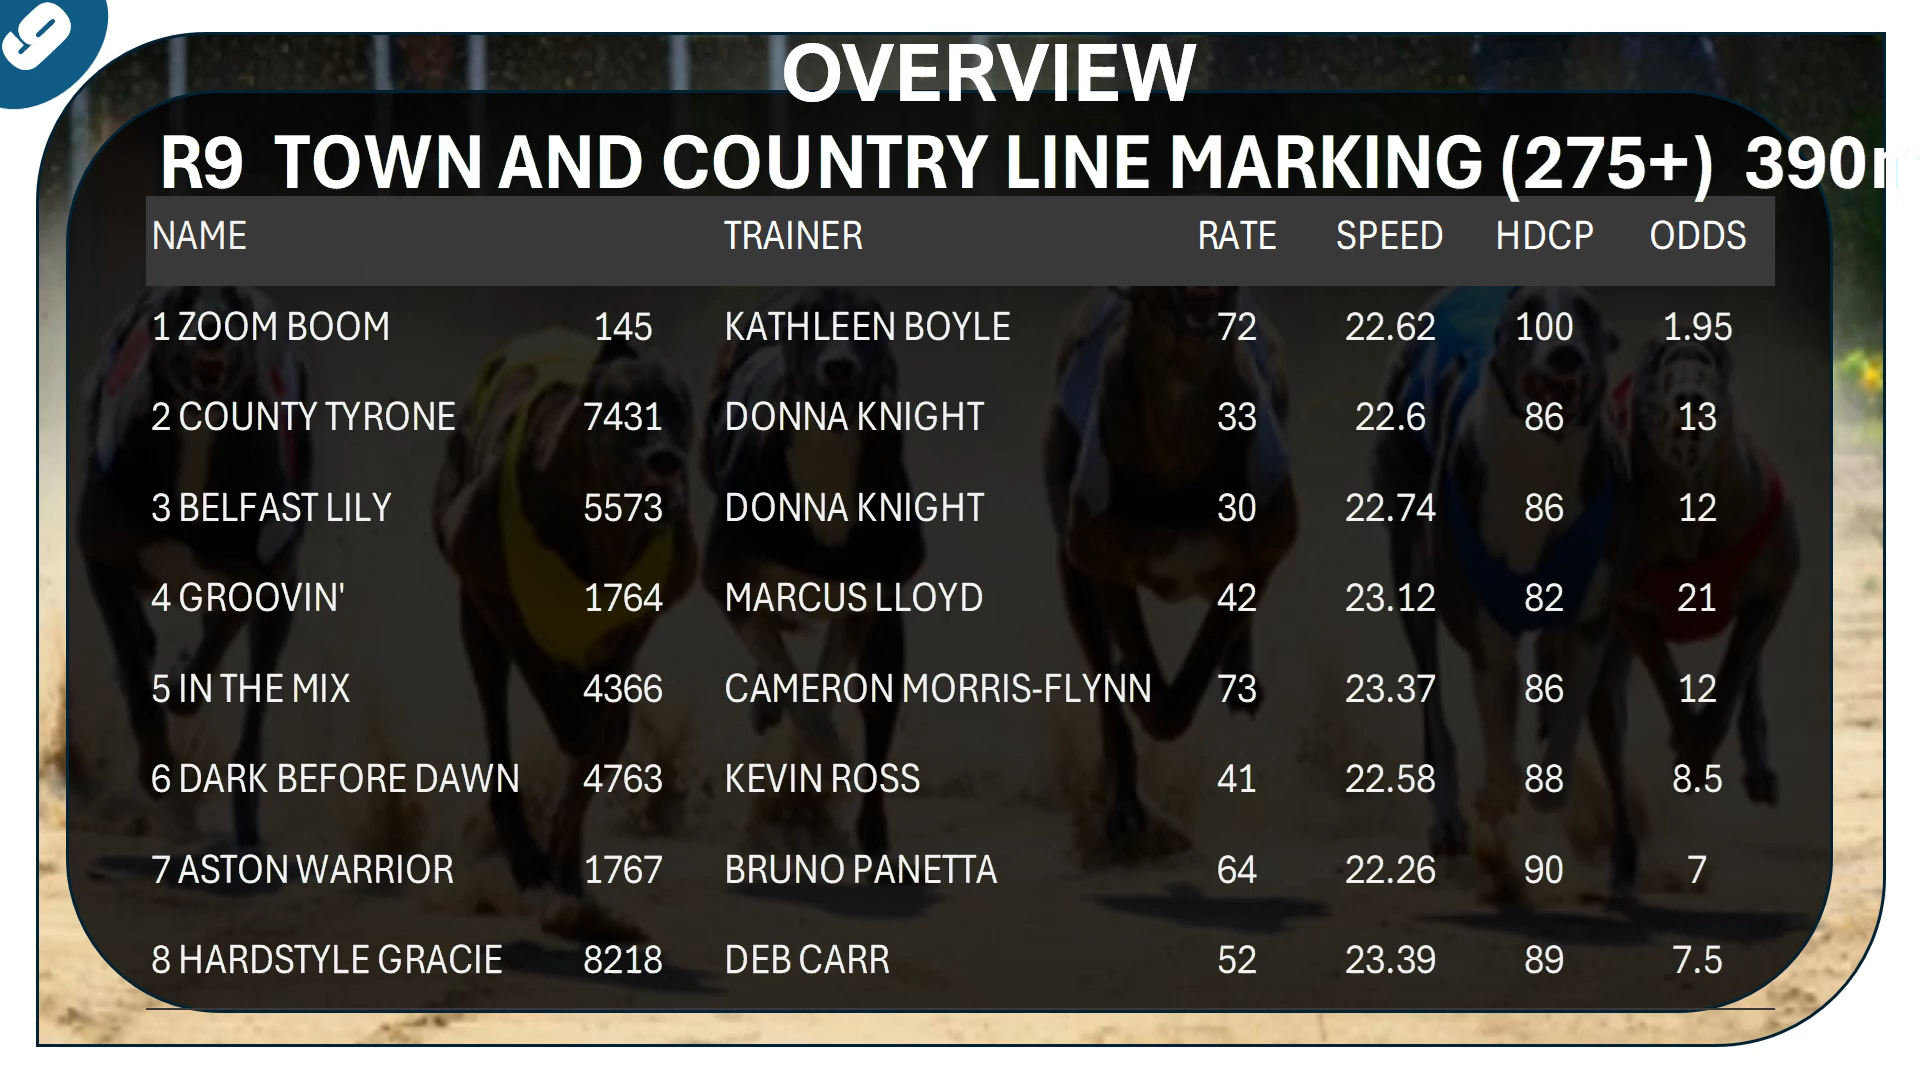 OVERVIEW
R9 TOWN AND COUNTRY LINE MARKING (275+) 390m
NAME TRAINER RATE SPEED HDCP ODDS
1 ZOOM BOOM 145 KATHLEEN BOYLE 72 22.62 100 1.95
2 COUNTY TYRONE 7431 DONNA KNIGHT 33 22.6 86 13
3 BELFAST LILY 5573 DONNA KNIGHT 30 22.74 86 12
4 GROOVIN' 1764 MARCUS LLOYD 42 23.12 82 21
5 IN THE MIX 4366 CAMERON MORRIS-FLYNN 73 23.37 86 12
6 DARK BEFORE DAWN 4763 KEVIN ROSS 41 22.58 88 8.5
7 ASTON WARRIOR 1767 BRUNO PANETTA 64 22.26 90 7
8 HARDSTYLE GRACIE 8218 DEB CARR 52 23.39 89 7.5